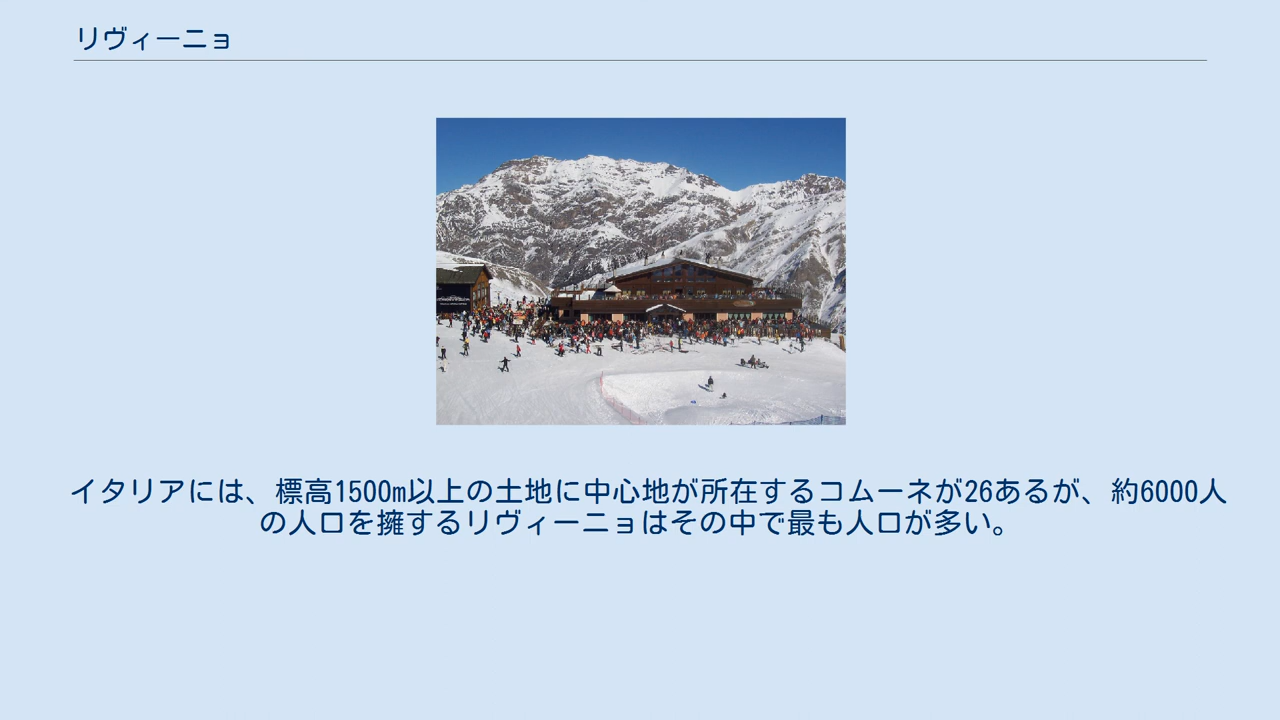 リヴィーニョ
イタリアには、標高1500m以上の土地に中心地が所在するコムーネが26あるが、約6000人
の人口を擁するリヴィーニョはその中で最も人口が多い。